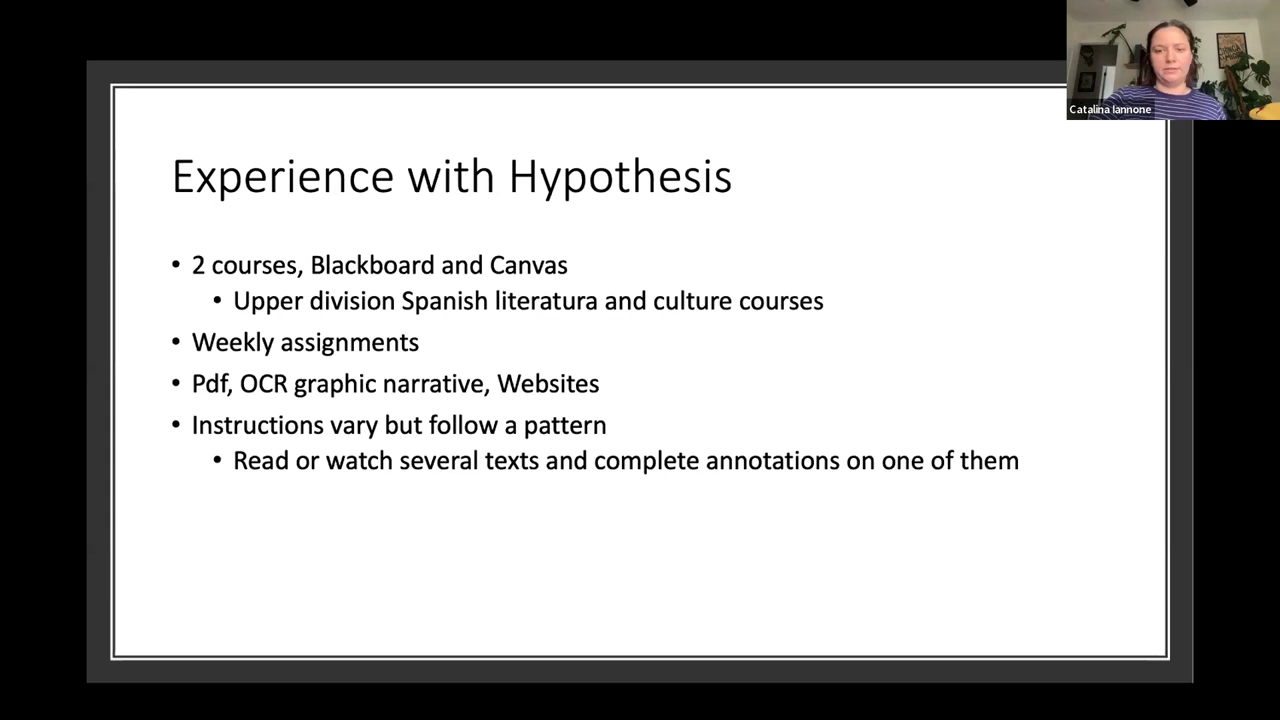 Catalina Iannone
Experience with Hypothesis
• 2 courses, Blackboard and Canvas
• Upper division Spanish literatura and culture courses
• Weekly assignments
• Pdf, OCR graphic narrative, Websites
• Instructions vary but follow a pattern
• Read or watch several texts and complete annotations on one of them